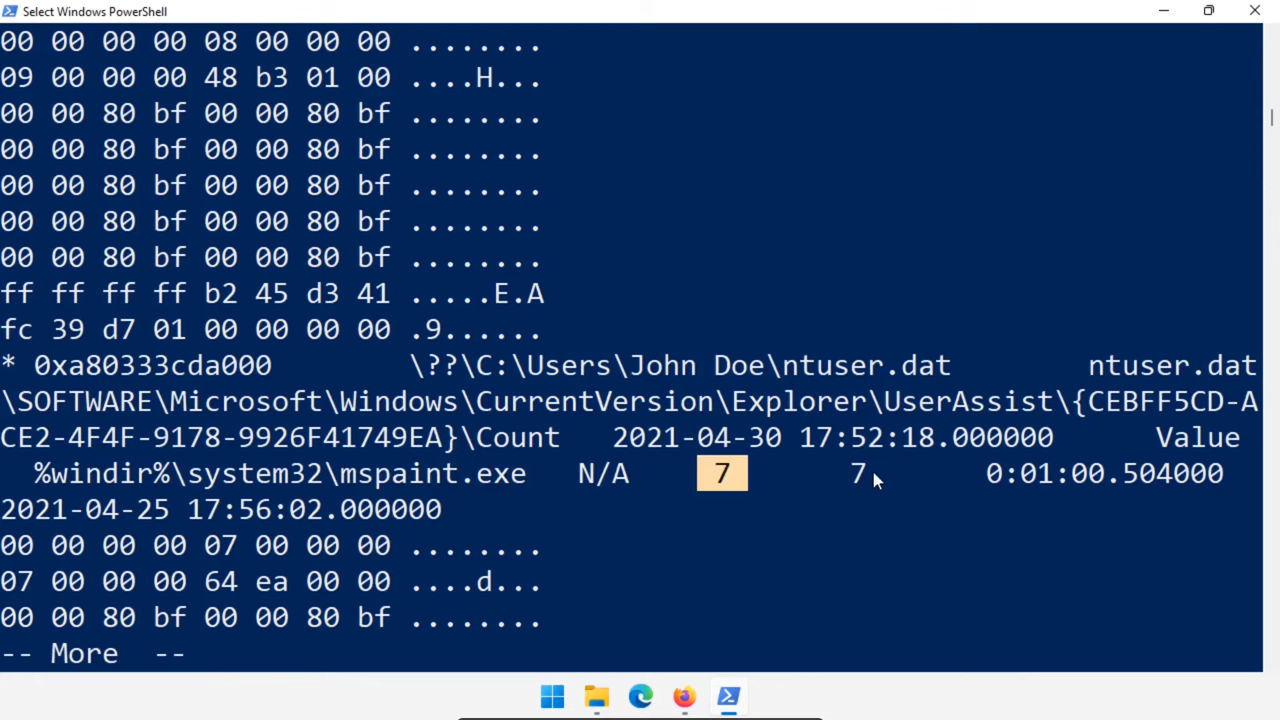 Select Windows PowerShell
00 00 00 00 08 00 00 00 ........
09 00 00 00 48 b3 01 00 ....H...
00 00 80 bf 00 00 80 bf ........
00 00 80 bf 00 00 80 bf ........
00 00 80 bf 00 00 80 bf ........
00 00 80 bf 00 00 80 bf ........
00 00 80 bf 00 00 80 bf ........
ff ff ff ff b2 45 d3 41 .....E.A
fc 39 d7 01 00 00 00 00 .9......
* 0xa80333cda000 \??\C:\Users\John Doe\ntuser.dat ntuser.dat
\SOFTWARE\Microsoft\Windows\CurrentVersion\Explorer\UserAssist\{CEBFF5CD-A
CE2-4F4F-9178-9926F41749EA}\Count 2021-04-30 17:52:18.000000 Value
%windir%\system32\mspaint.exe N/A 7 7 0:01:00.504000
2021-04-25 17:56:02.000000
00 00 00 00 07 00 00 00 ........
07 00 00 00 64 ea 00 00 ....d...
00 00 80 bf 00 00 80 bf ........
-- More --